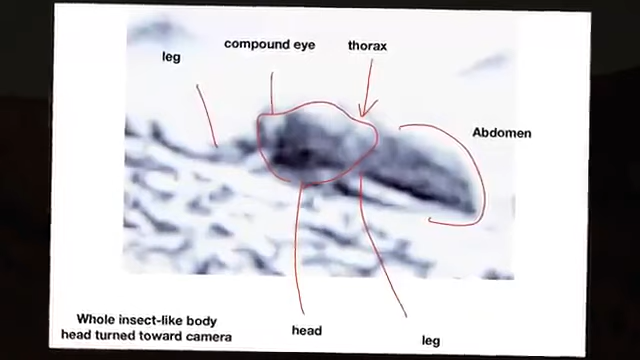 leg
compound eye
thorax
Abdomen
head
leg
Whole insect-like body
head turned toward camera